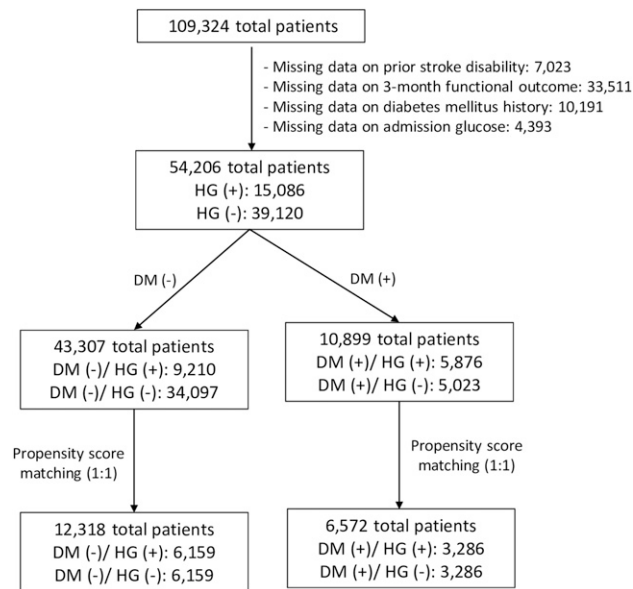 109,324 total patients
- Missing data on prior stroke disability: 7,023
- Missing data on 3-month functional outcome: 33,511
- Missing data on diabetes mellitus history: 10,191
- Missing data on admission glucose: 4,393
54,206 total patients
HG (+): 15,086
HG (-): 39,120
DM (-)
DM (+)
43,307 total patients
DM (-)/ HG (+): 9,210
DM (-)/ HG (-): 34,097
10,899 total patients
DM (+)/ HG (+): 5,876
DM (+)/ HG (-): 5,023
Propensity score
matching (1:1)
Propensity score
matching (1:1)
12,318 total patients
DM (-)/ HG (+): 6,159
DM (-)/ HG (-): 6,159
6,572 total patients
DM (+)/ HG (+): 3,286
DM (+)/ HG (-): 3,286